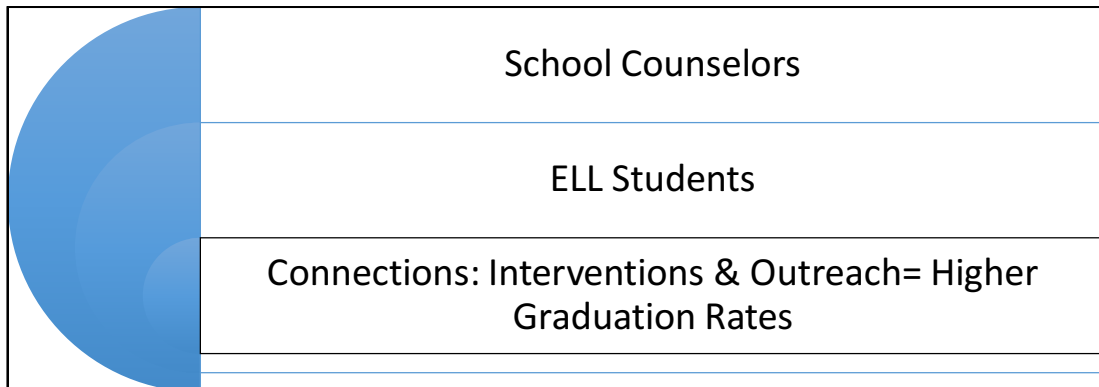 School Counselors
ELL Students
Connections: Interventions & Outreach= Higher
Graduation Rates